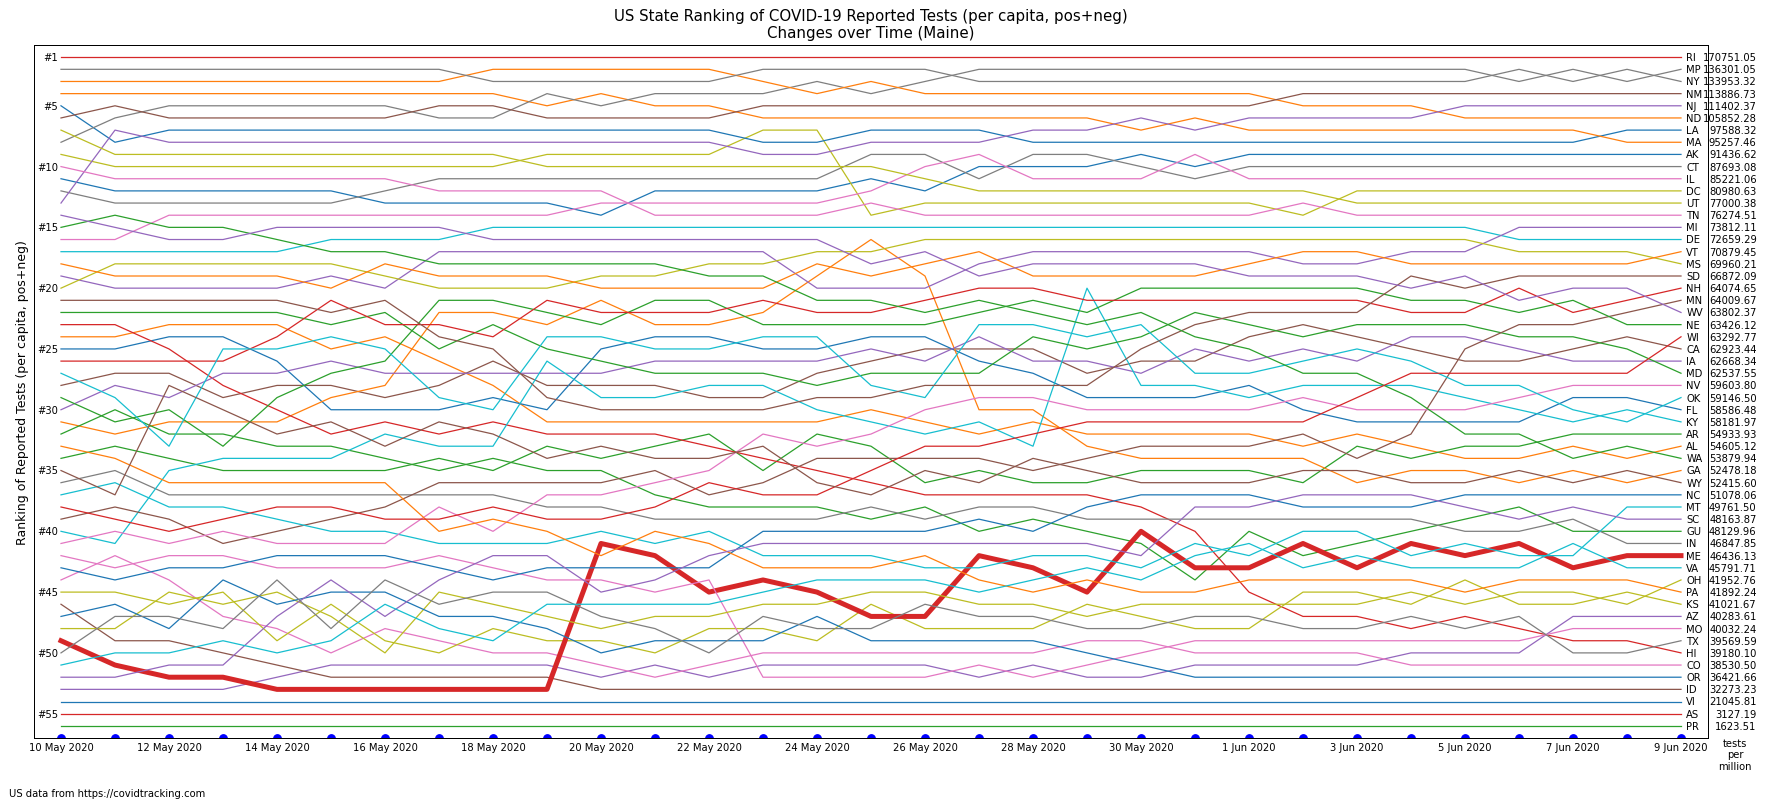 US State Ranking of COVID-19 Reported Tests (per capita, pos+neg)
Changes over Time (Maine)
Ranking of Reported Tests (per capita, pos+neg)
#1
#5
#10
#15
#20
#25
#30
#35
#40
#45
#50
#55
RI 170751.05
MP 136301.05
NY 133953.32
NM 113886.73
NJ 111402.37
ND 105852.28
LA 97588.32
MA 95257.46
AK 91436.62
CT 87693.08
IL 85221.06
DC 80980.63
UT 77000.38
TN 76274.51
MI 73812.11
DE 72659.29
VT 70879.45
MS 69960.21
SD 66872.09
NH 64074.65
MN 64009.67
WV 63802.37
NE 63426.12
WI 63292.77
CA 62923.44
IA 62668.34
MD 62537.55
NV 59603.80
OK 59146.50
FL 58586.48
KY 58181.97
AR 54933.93
AL 54605.12
WA 53879.94
GA 52478.18
WY 52415.60
NC 51078.06
MT 49761.50
SC 48163.87
GU 48129.96
IN 46847.85
ME 46436.13
VA 45791.71
OH 41952.76
PA 41892.24
KS 41021.67
AZ 40283.61
MO 40032.24
TX 39569.59
HI 39180.10
CO 38530.50
OR 36421.66
ID 32273.23
VI 21045.81
AS 3127.19
PR 1623.51
10 May 2020 12 May 2020 14 May 2020 16 May 2020 18 May 2020 20 May 2020 22 May 2020 24 May 2020 26 May 2020 28 May 2020 30 May 2020 1 Jun 2020 3 Jun 2020 5 Jun 2020 7 Jun 2020 9 Jun 2020
tests
per
million
US data from https://covidtracking.com